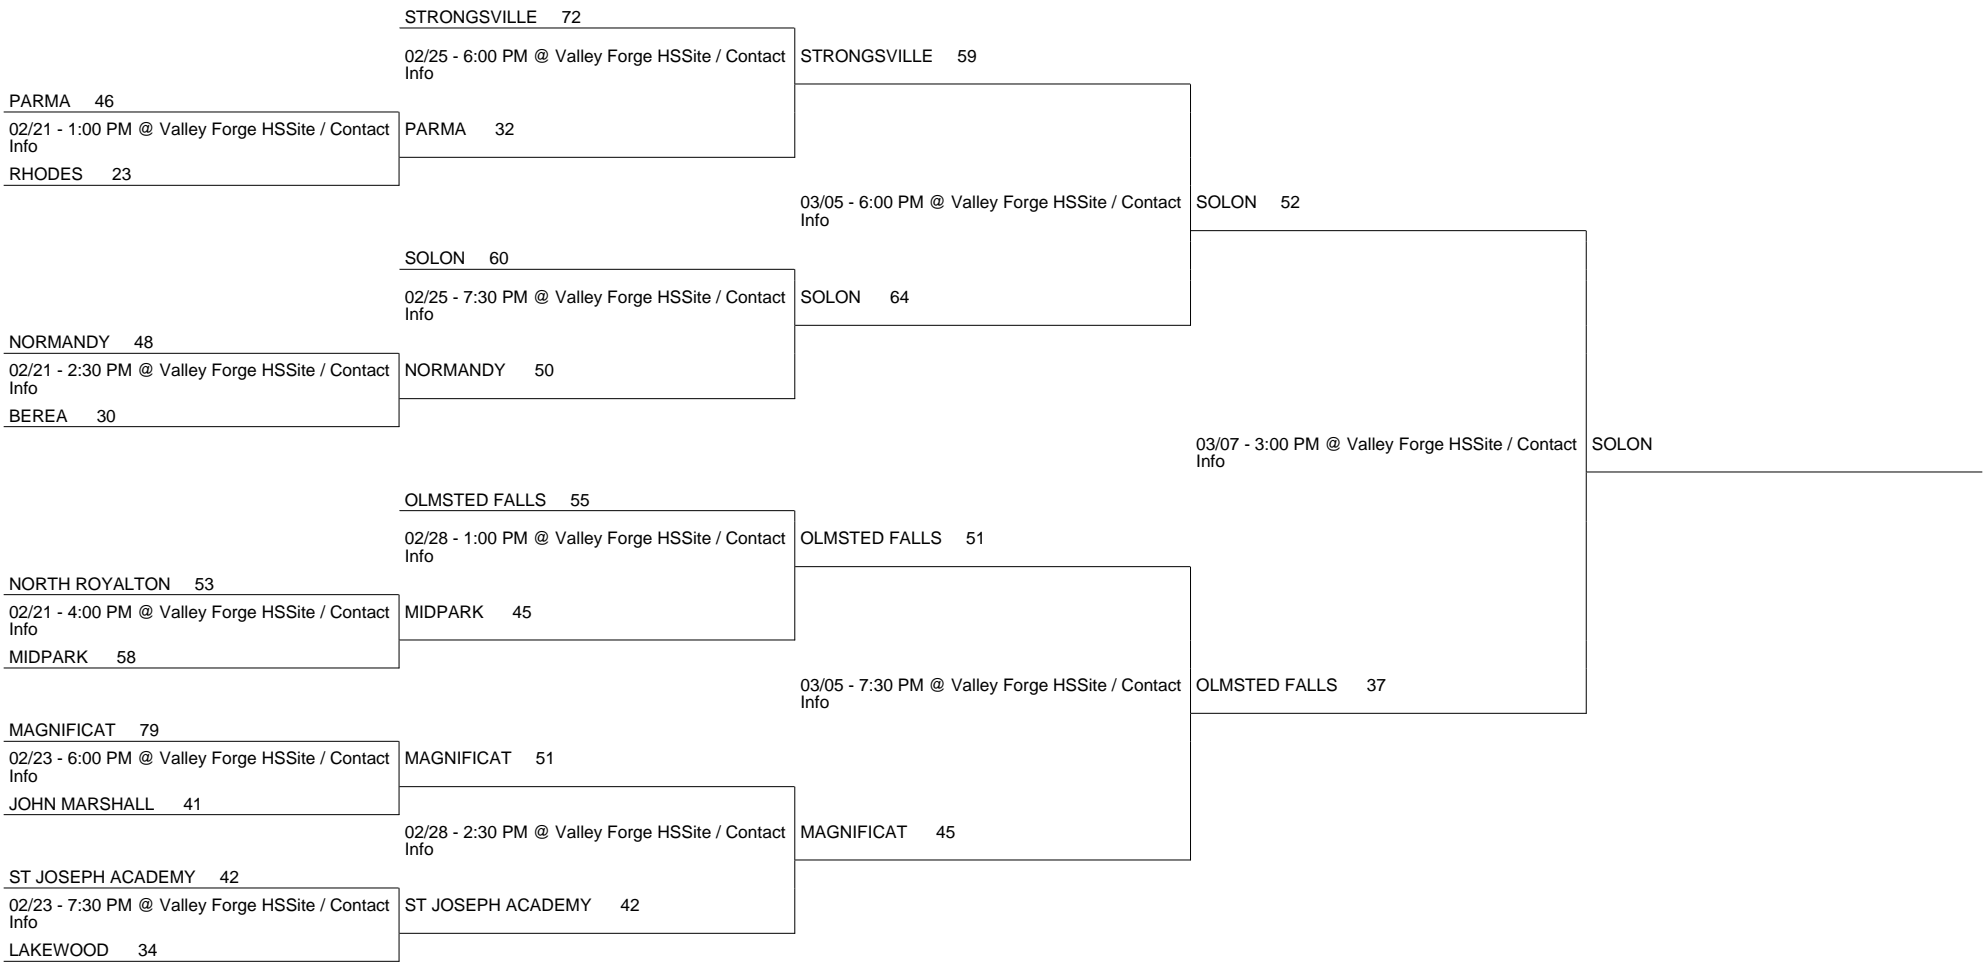 STRONGSVILLE 72
02/25 - 6:00 PM @ Valley Forge HSSite / Contact
Info
STRONGSVILLE 59
PARMA 46
02/21 - 1:00 PM @ Valley Forge HSSite / Contact
Info
RHODES 23
PARMA 32
03/05 - 6:00 PM @ Valley Forge HSSite / Contact
Info
SOLON 52
SOLON 60
02/25 - 7:30 PM @ Valley Forge HSSite / Contact
Info
SOLON 64
NORMANDY 48
02/21 - 2:30 PM @ Valley Forge HSSite / Contact
Info
BEREA 30
NORMANDY 50
03/07 - 3:00 PM @ Valley Forge HSSite / Contact
Info
SOLON
OLMSTED FALLS 55
02/28 - 1:00 PM @ Valley Forge HSSite / Contact
Info
OLMSTED FALLS 51
NORTH ROYALTON 53
02/21 - 4:00 PM @ Valley Forge HSSite / Contact
Info
MIDPARK 58
MIDPARK 45
03/05 - 7:30 PM @ Valley Forge HSSite / Contact
Info
OLMSTED FALLS 37
MAGNIFICAT 79
02/23 - 6:00 PM @ Valley Forge HSSite / Contact
Info
JOHN MARSHALL 41
MAGNIFICAT 51
02/28 - 2:30 PM @ Valley Forge HSSite / Contact
Info
MAGNIFICAT 45
ST JOSEPH ACADEMY 42
02/23 - 7:30 PM @ Valley Forge HSSite / Contact
Info
LAKEWOOD 34
ST JOSEPH ACADEMY 42